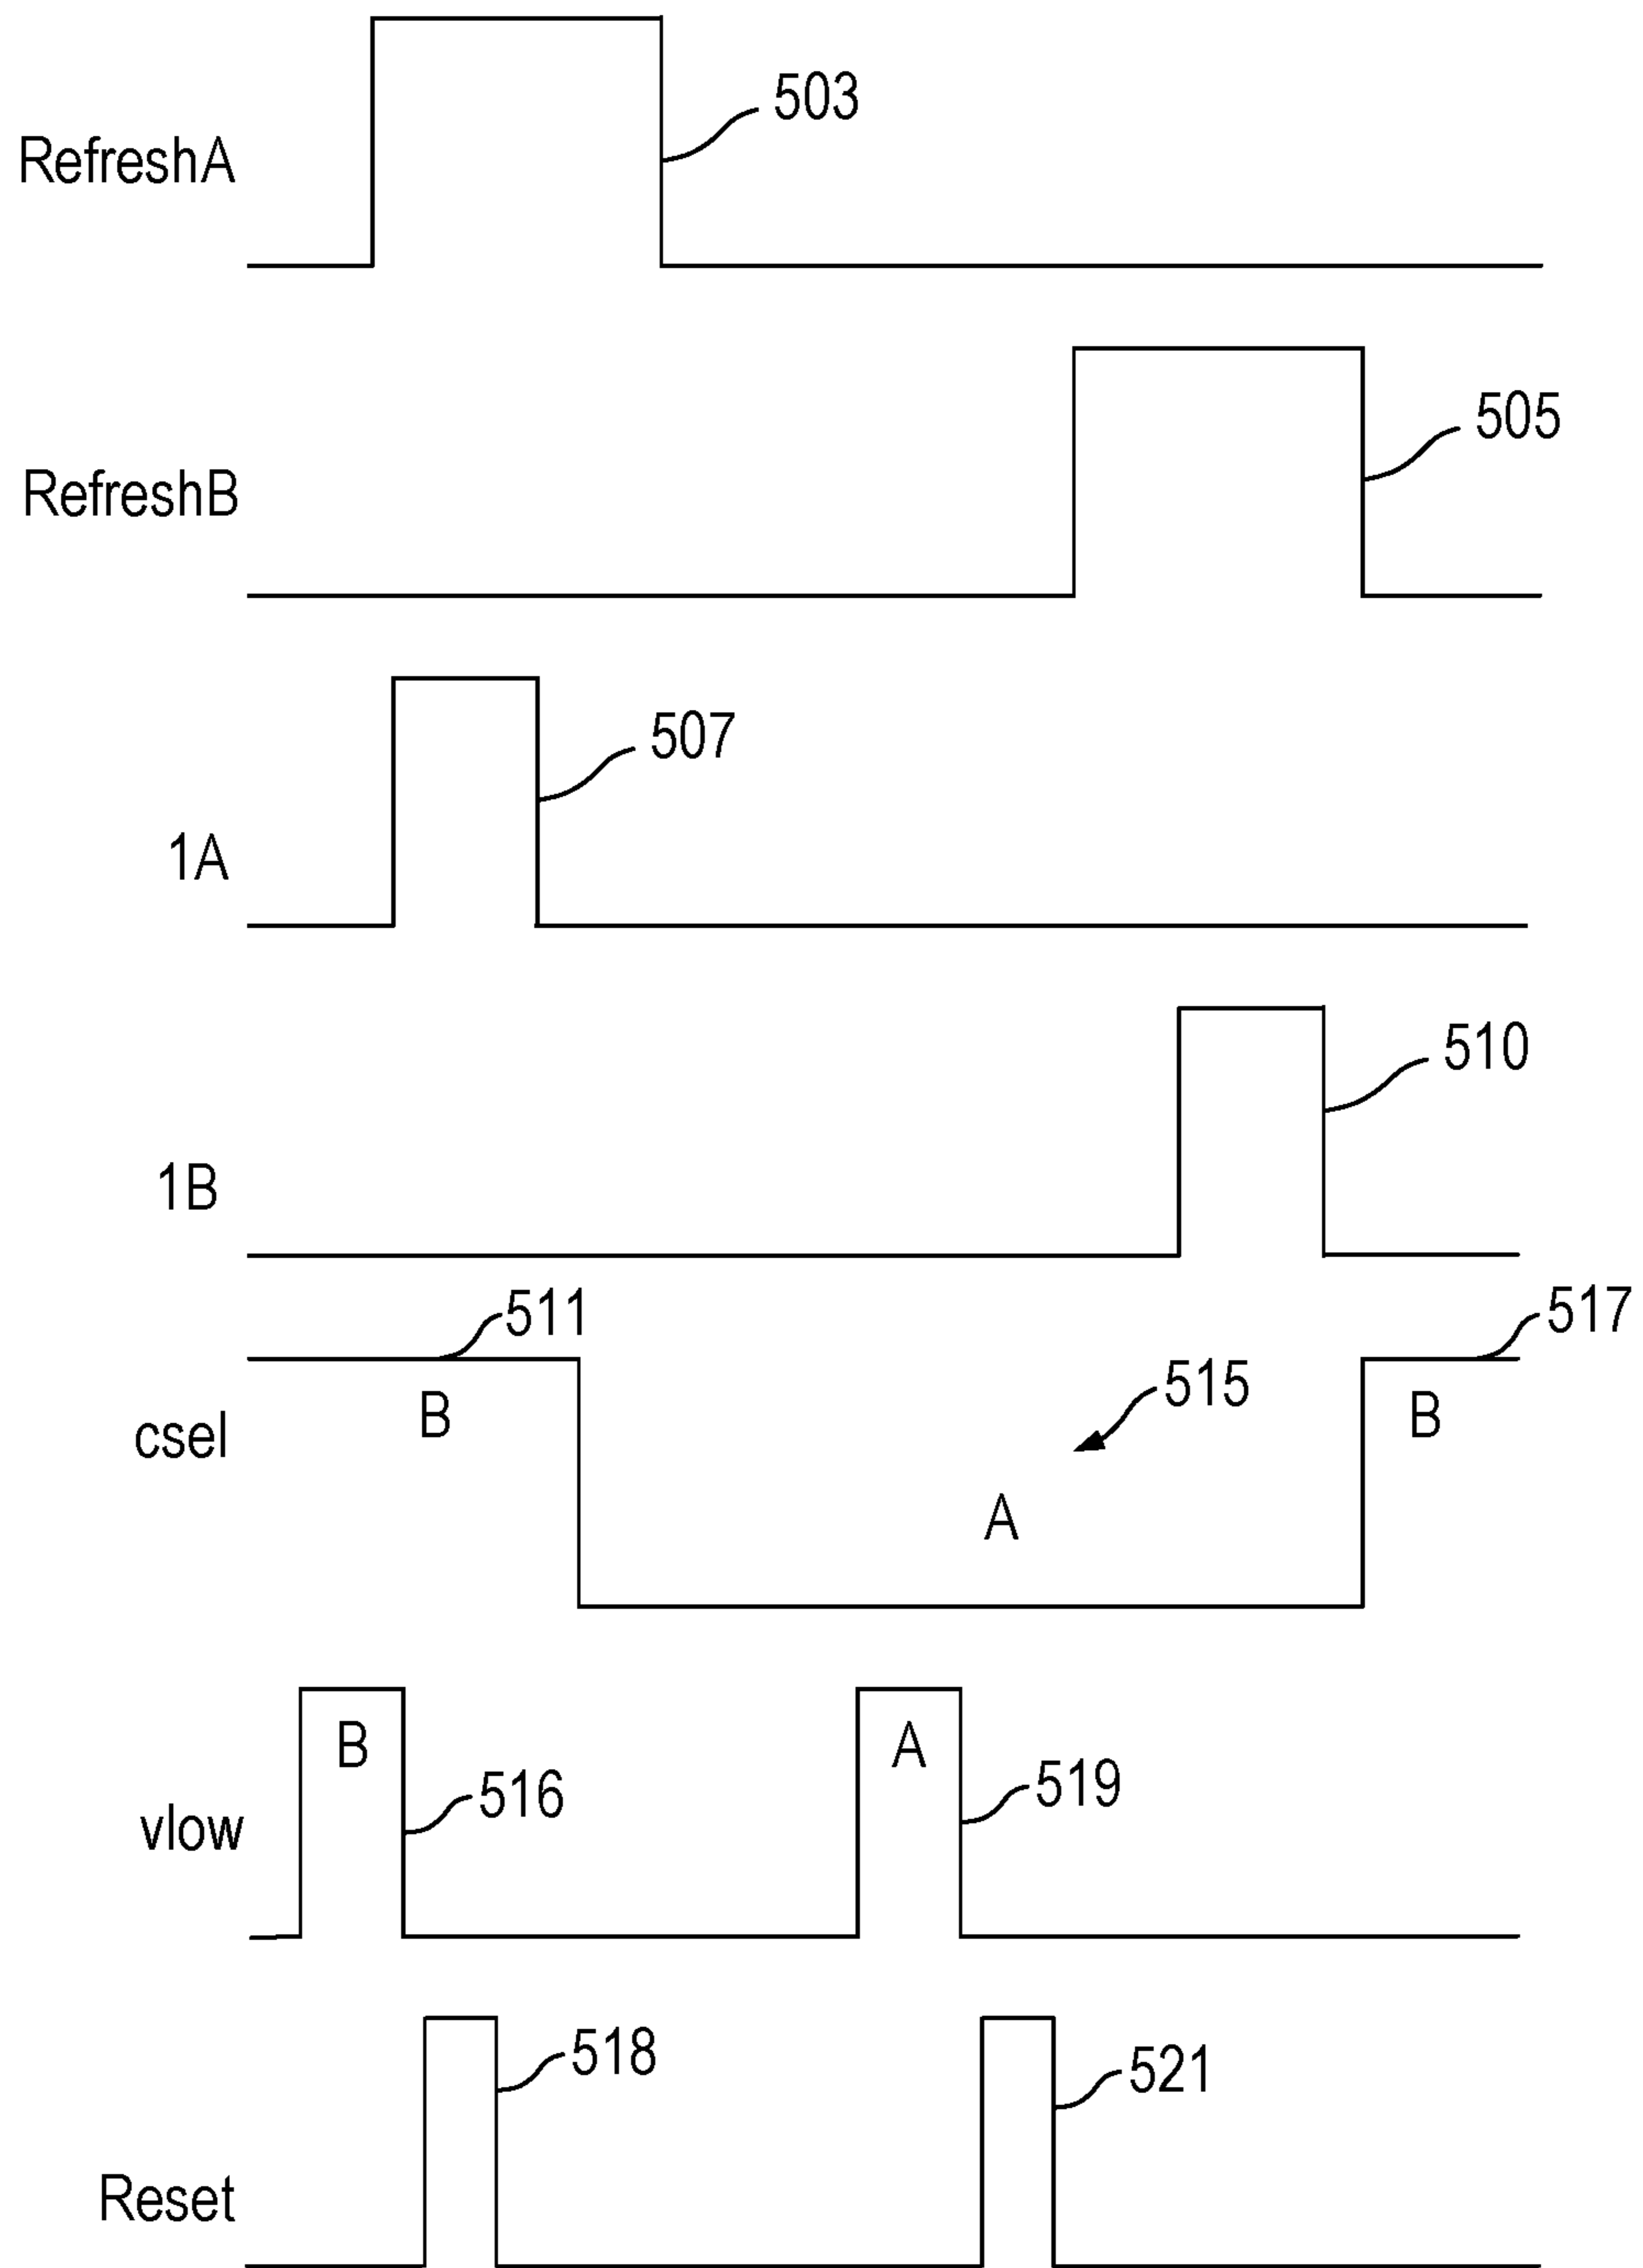 503
RefreshA
505
RefreshB
507
1A
510
1B
511
517
515
B
B
csel
A
B
A
516
519
vlow
518
521
Reset